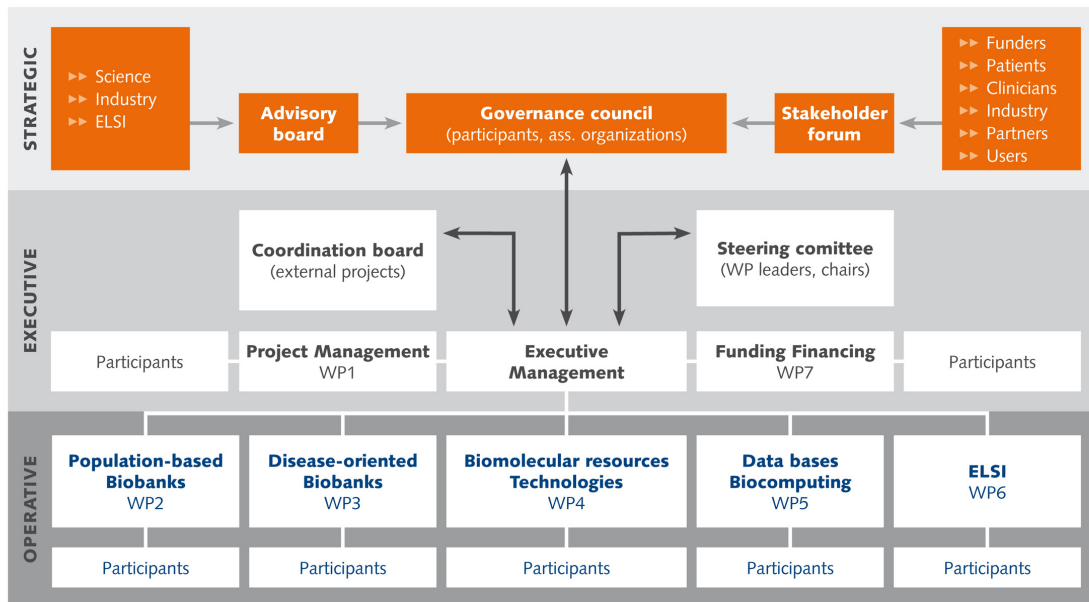 STRATEGIC
Science
Industry
ELSI
Advisory
board
Governance council
(participants, ass. organizations)
Stakeholder
forum
Funders
Patients
Clinicians
Industry
Partners
Users
EXECUTIVE
Coordination board
(external projects)
Steering comittee
(WP leaders, chairs)
Participants
Project Management
WP1
Executive
Management
Funding Financing
WP7
Participants
OPERATIVE
Population-based
Biobanks
WP2
Disease-oriented
Biobanks
WP3
Biomolecular resources
Technologies
WP4
Data bases
Biocomputing
WP5
ELSI
WP6
Participants
Participants
Participants
Participants
Participants